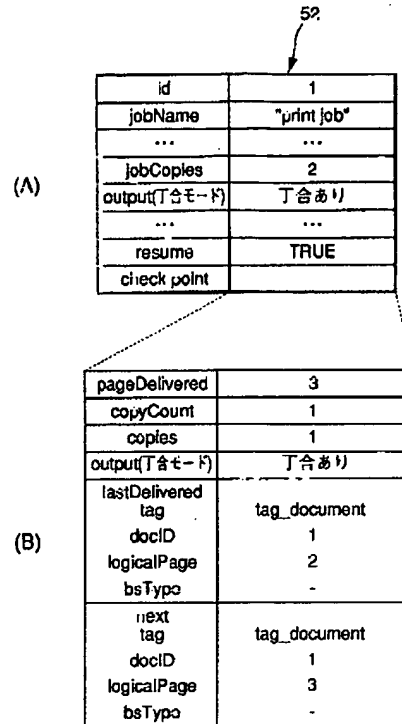 52
(A)
id 1
jobName "print job"
... ...
jobCopies 2
output(丁合モード) 丁合あり
... ...
resume TRUE
check point
(B)
pageDelivered 3
copyCount 1
copies 1
output(丁合モード) 丁合あり
lastDelivered
tag tag_document
docID 1
logicalPage 2
bsType -
next
tag tag_document
docID 1
logicalPage 3
bsType -